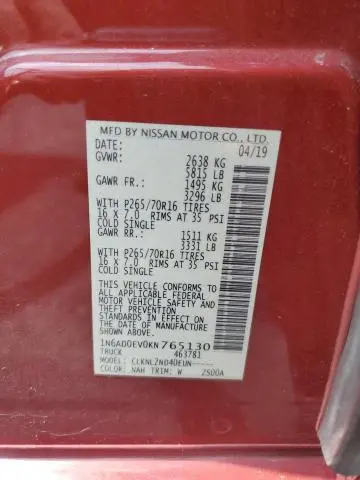 MFD BY NISSAN MOTOR CO., LTD.
DATE: 04/19
GVWR: 2638 KG
5815 LB
GAWR FR.: 1495 KG
3296 LB
WITH P265/70R16 TIRES
16 x 7.0 RIMS AT 35 PSI
COLD SINGLE
GAWR RR.: 1511 KG
3331 LB
WITH P265/70R16 TIRES
16 x 7.0 RIMS AT 35 PSI
COLD SINGLE
THIS VEHICLE CONFORMS TO
ALL APPLICABLE FEDERAL
MOTOR VEHICLE SAFETY AND
THEFT PREVENTION
STANDARDS IN EFFECT ON
THE DATE OF MANUFACTURE
SHOWN ABOVE.
1N6AD0EV0KN765130
TRUCK 463781
MODEL: CLKNLZND40EUN-----
COLOR: NAH TRIM: W 2S00A